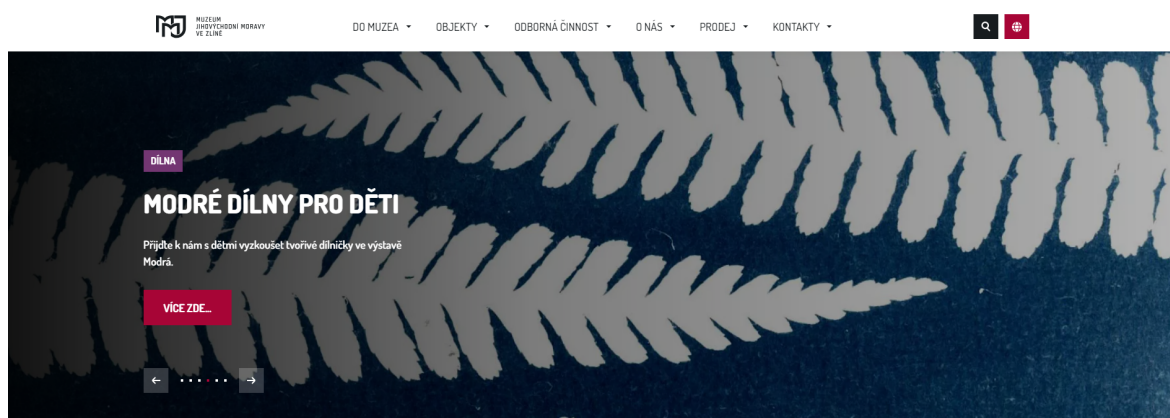 MUZEUM
JIHOVÝCHODNÍ MORAVY
VE ZLÍNĚ
DO MUZEA
OBJEKTY
ODBORNÁ ČINNOST
O NÁS
PRODEJ
KONTAKTY
DÍLNA
MODRÉ DÍLNY PRO DĚTI
Přijďte k nám s dětmi vyzkoušet tvořivé dílničky ve výstavě
Modrá.
VÍCE ZDE...